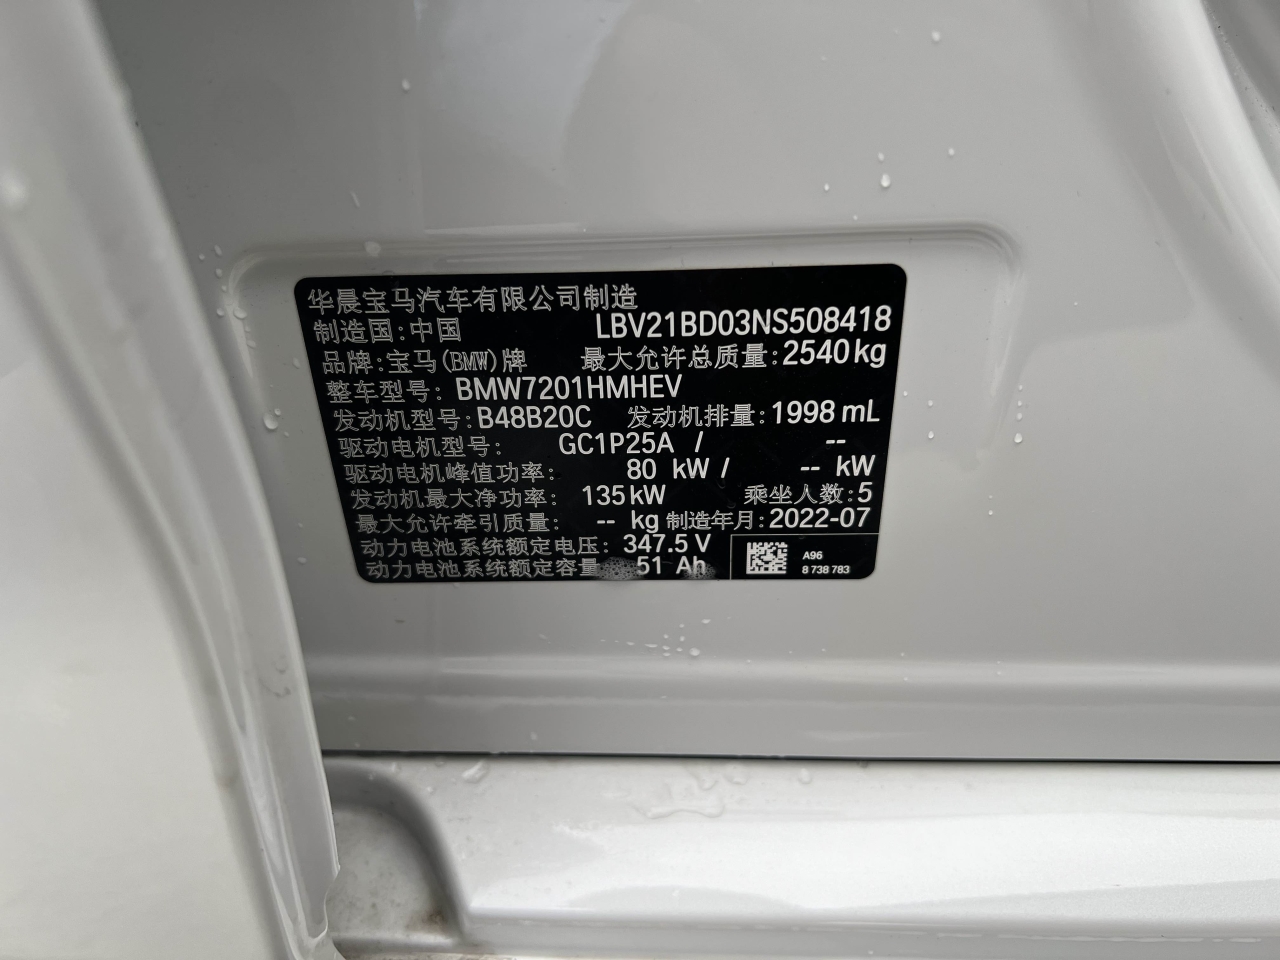 华晨宝马汽车有限公司制造
制造国:中国 LBV21BD03NS508418
品牌:宝马(BMW)牌 最大允许总质量:2540kg
整车型号: BMW7201HMHEV
发动机型号:B48B20C 发动机排量:1998 mL
驱动电机型号: GC1P25A / --
驱动电机峰值功率: 80 kW / -- kW
发动机最大净功率: 135kW 乘坐人数:5
最大允许牵引质量: -- kg 制造年月:2022-07
动力电池系统额定电压: 347.5 V
动力电池系统额定容量 51 Ah
A96
8 738 783